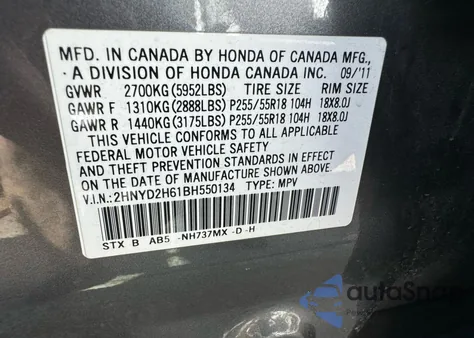 MFD. IN CANADA BY HONDA OF CANADA MFG.,
A DIVISION OF HONDA CANADA INC. 09/'11
GVWR 2700KG(5952LBS) TIRE SIZE RIM SIZE
GAWR F 1310KG(2888LBS) P255/55R18 104H 18X8.0J
GAWR R 1440KG(3175LBS) P255/55R18 104H 18X8.0J
THIS VEHICLE CONFORMS TO ALL APPLICABLE
FEDERAL MOTOR VEHICLE SAFETY
AND THEFT PREVENTION STANDARDS IN EFFECT
ON THE DATE OF MANUFACTURE SHOWN ABOVE.
V.I.N.:2HNYD2H61BH550134 TYPE: MPV
STX B AB5 -NH737MX -D -H
autoSnap